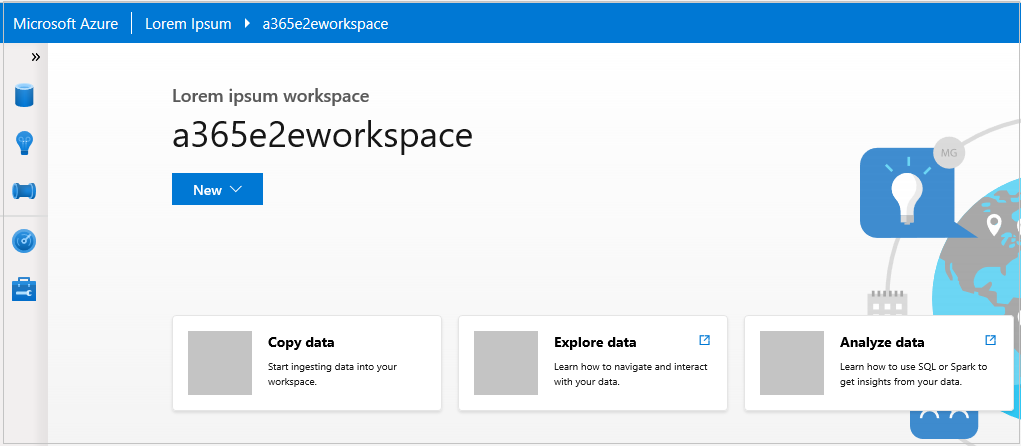 Microsoft Azure Lorem Ipsum a365e2eworkspace
Lorem ipsum workspace
a365e2eworkspace
MG
New
Copy data
Start ingesting data into your
workspace.
Explore data
Learn how to navigate and interact
with your data.
Analyze data
Learn how to use SQL or Spark to
get insights from your data.